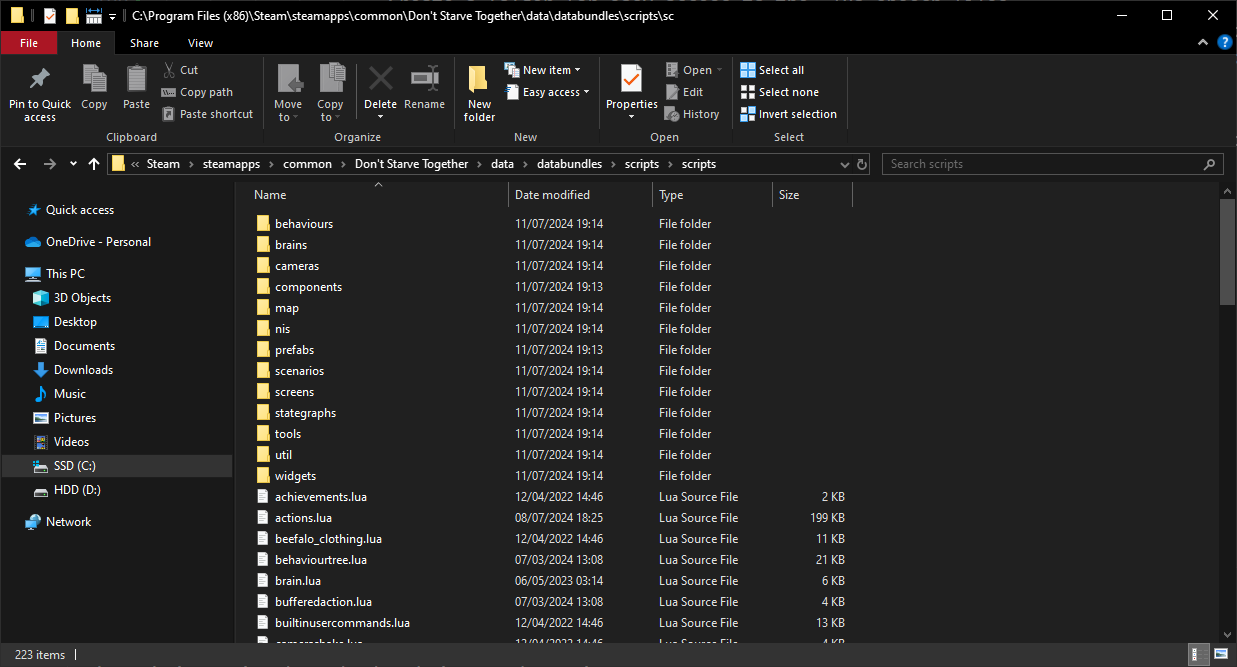 C:\Program Files (x86)\Steam\steamapps\common\Don't Starve Together\data\databundles\scripts\sc
File Home Share View
Pin to Quick access
Copy
Paste
Cut
Copy path
Paste shortcut
Clipboard
Move to
Copy to
Delete
Rename
Organize
New folder
New item
Easy access
New
Properties
Open
Edit
History
Open
Select all
Select none
Invert selection
Select
« Steam > steamapps > common > Don't Starve Together > data > databundles > scripts > scripts
Search scripts
Quick access
OneDrive - Personal
This PC
3D Objects
Desktop
Documents
Downloads
Music
Pictures
Videos
SSD (C:)
HDD (D:)
Network
Name Date modified Type Size
behaviours 11/07/2024 19:14 File folder
brains 11/07/2024 19:14 File folder
cameras 11/07/2024 19:14 File folder
components 11/07/2024 19:13 File folder
map 11/07/2024 19:14 File folder
nis 11/07/2024 19:14 File folder
prefabs 11/07/2024 19:13 File folder
scenarios 11/07/2024 19:14 File folder
screens 11/07/2024 19:14 File folder
stategraphs 11/07/2024 19:14 File folder
tools 11/07/2024 19:14 File folder
util 11/07/2024 19:14 File folder
widgets 11/07/2024 19:14 File folder
achievements.lua 12/04/2022 14:46 Lua Source File 2 KB
actions.lua 08/07/2024 18:25 Lua Source File 199 KB
beefalo_clothing.lua 12/04/2022 14:46 Lua Source File 11 KB
behaviourtree.lua 07/03/2024 13:08 Lua Source File 21 KB
brain.lua 06/05/2023 03:14 Lua Source File 6 KB
bufferedaction.lua 07/03/2024 13:08 Lua Source File 4 KB
builtinusercommands.lua 12/04/2022 14:46 Lua Source File 13 KB
223 items